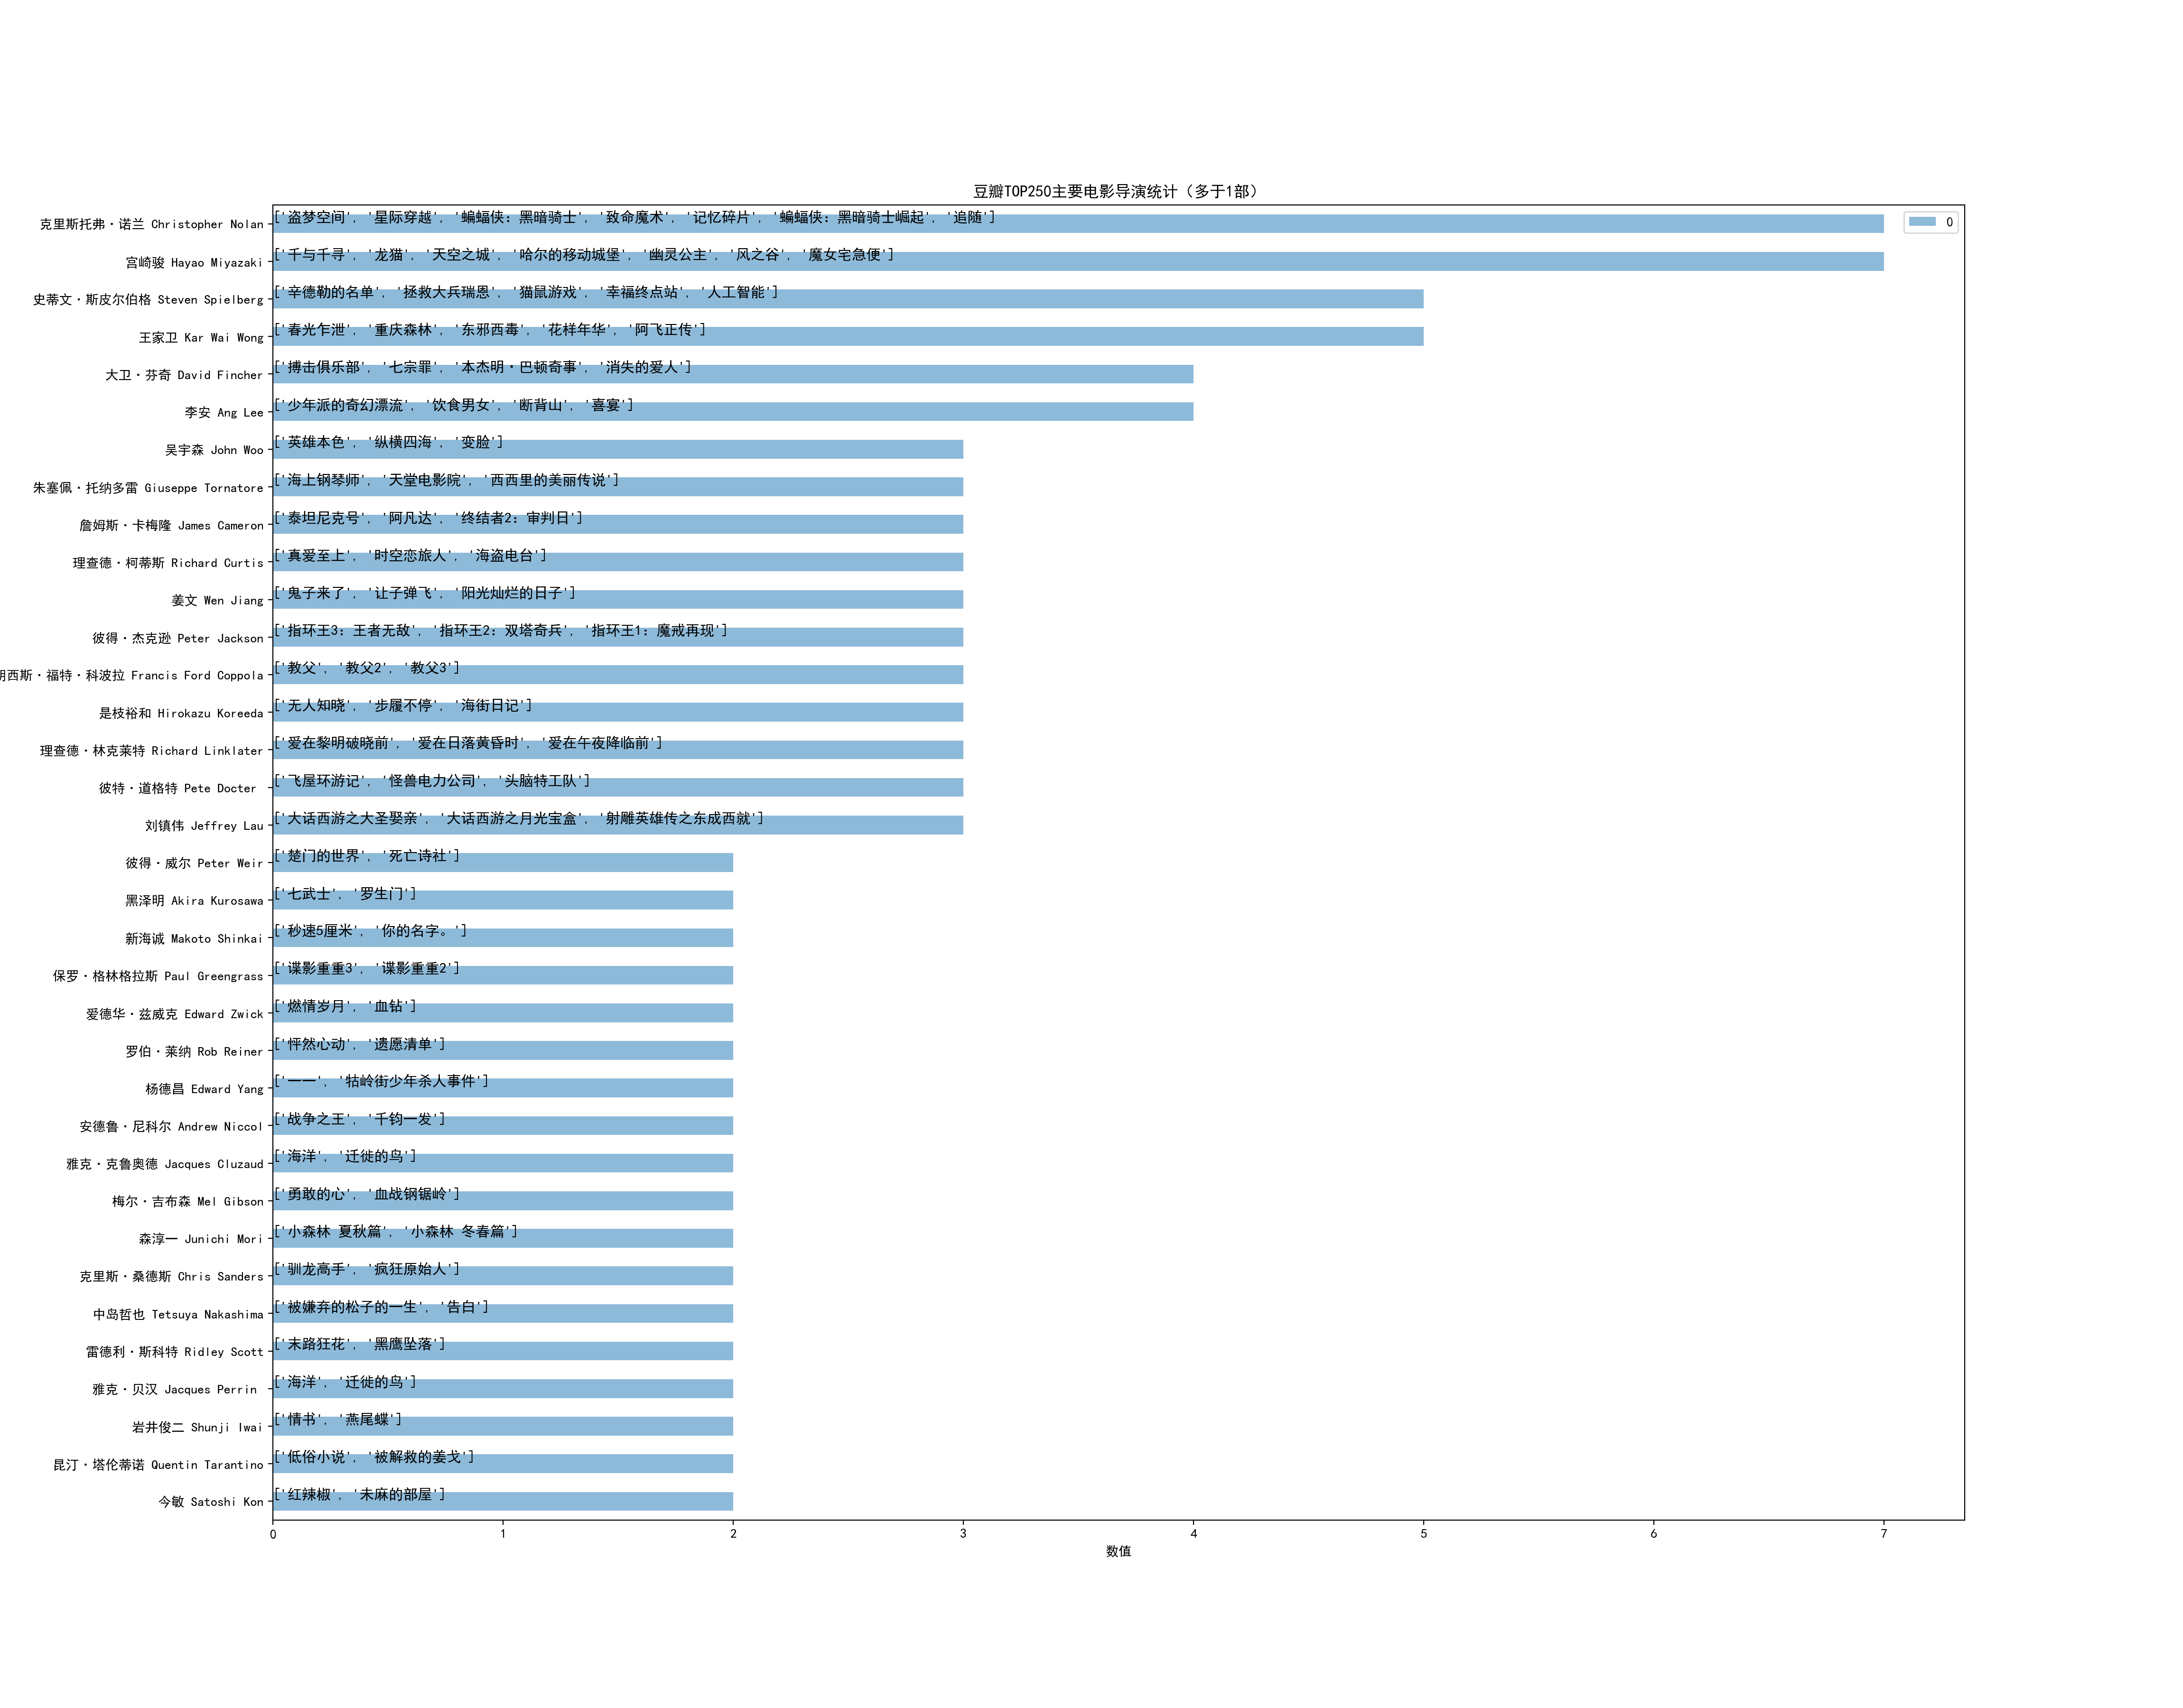 豆瓣TOP250主要电影导演统计（多于1部）
0
克里斯托弗·诺兰 Christopher Nolan ['盗梦空间', '星际穿越', '蝙蝠侠：黑暗骑士', '致命魔术', '记忆碎片', '蝙蝠侠：黑暗骑士崛起', '追随']
宫崎骏 Hayao Miyazaki ['千与千寻', '龙猫', '天空之城', '哈尔的移动城堡', '幽灵公主', '风之谷', '魔女宅急便']
史蒂文·斯皮尔伯格 Steven Spielberg ['辛德勒的名单', '拯救大兵瑞恩', '猫鼠游戏', '幸福终点站', '人工智能']
王家卫 Kar Wai Wong ['春光乍泄', '重庆森林', '东邪西毒', '花样年华', '阿飞正传']
大卫·芬奇 David Fincher ['搏击俱乐部', '七宗罪', '本杰明·巴顿奇事', '消失的爱人']
李安 Ang Lee ['少年派的奇幻漂流', '饮食男女', '断背山', '喜宴']
吴宇森 John Woo ['英雄本色', '纵横四海', '变脸']
朱塞佩·托纳多雷 Giuseppe Tornatore ['海上钢琴师', '天堂电影院', '西西里的美丽传说']
詹姆斯·卡梅隆 James Cameron ['泰坦尼克号', '阿凡达', '终结者2：审判日']
理查德·柯蒂斯 Richard Curtis ['真爱至上', '时空恋旅人', '海盗电台']
姜文 Wen Jiang ['鬼子来了', '让子弹飞', '阳光灿烂的日子']
彼得·杰克逊 Peter Jackson ['指环王3：王者无敌', '指环王2：双塔奇兵', '指环王1：魔戒再现']
西斯·福特·科波拉 Francis Ford Coppola ['教父', '教父2', '教父3']
是枝裕和 Hirokazu Koreeda ['无人知晓', '步履不停', '海街日记']
理查德·林克莱特 Richard Linklater ['爱在黎明破晓前', '爱在日落黄昏时', '爱在午夜降临前']
彼特·道格特 Pete Docter ['飞屋环游记', '怪兽电力公司', '头脑特工队']
刘镇伟 Jeffrey Lau ['大话西游之大圣娶亲', '大话西游之月光宝盒', '射雕英雄传之东成西就']
彼得·威尔 Peter Weir ['楚门的世界', '死亡诗社']
黑泽明 Akira Kurosawa ['七武士', '罗生门']
新海诚 Makoto Shinkai ['秒速5厘米', '你的名字。']
保罗·格林格拉斯 Paul Greengrass ['谍影重重3', '谍影重重2']
爱德华·兹威克 Edward Zwick ['燃情岁月', '血钻']
罗伯·莱纳 Rob Reiner ['怦然心动', '遗愿清单']
杨德昌 Edward Yang ['一一', '牯岭街少年杀人事件']
安德鲁·尼科尔 Andrew Niccol ['战争之王', '千钧一发']
雅克·克鲁奥德 Jacques Cluzaud ['海洋', '迁徙的鸟']
梅尔·吉布森 Mel Gibson ['勇敢的心', '血战钢锯岭']
森淳一 Junichi Mori ['小森林 夏秋篇', '小森林 冬春篇']
克里斯·桑德斯 Chris Sanders ['驯龙高手', '疯狂原始人']
中岛哲也 Tetsuya Nakashima ['被嫌弃的松子的一生', '告白']
雷德利·斯科特 Ridley Scott ['末路狂花', '黑鹰坠落']
雅克·贝汉 Jacques Perrin ['海洋', '迁徙的鸟']
岩井俊二 Shunji Iwai ['情书', '燕尾蝶']
昆汀·塔伦蒂诺 Quentin Tarantino ['低俗小说', '被解救的姜戈']
今敏 Satoshi Kon ['红辣椒', '未麻的部屋']
0 1 2 3 4 5 6 7
数值